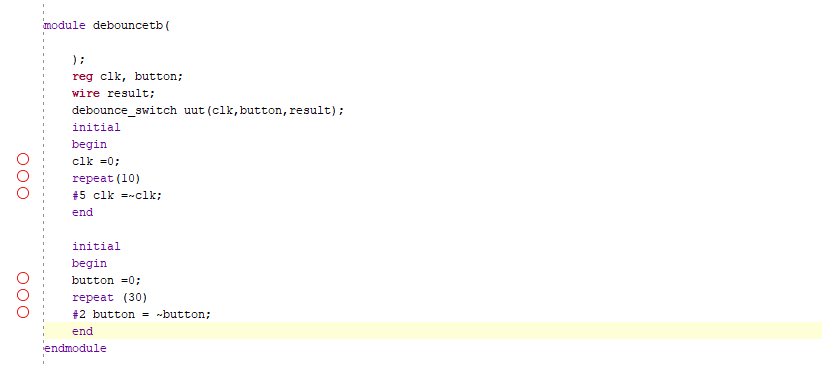 module debouncetb(
);
reg clk, button;
wire result;
debounce_switch uut(clk,button,result);
initial
begin
clk =0;
repeat(10)
#5 clk =~clk;
end
initial
begin
button =0;
repeat (30)
#2 button = ~button;
end
endmodule